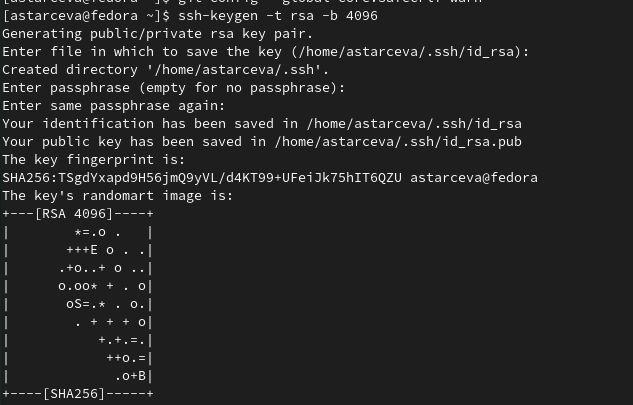 [astarceva@fedora ~]$ git config --global core.safecrlf warn
[astarceva@fedora ~]$ ssh-keygen -t rsa -b 4096
Generating public/private rsa key pair.
Enter file in which to save the key (/home/astarceva/.ssh/id_rsa):
Created directory '/home/astarceva/.ssh'.
Enter passphrase (empty for no passphrase):
Enter same passphrase again:
Your identification has been saved in /home/astarceva/.ssh/id_rsa
Your public key has been saved in /home/astarceva/.ssh/id_rsa.pub
The key fingerprint is:
SHA256:TSgdYxapd9H56jmQ9yVL/d4KT99+UFeiJk75hIT6QZU astarceva@fedora
The key's randomart image is:
+---[RSA 4096]----+
|        *=.o .   |
|       +++E o . .|
|      .+o..+ o ..|
|      o.oo* + . o|
|       oS=.* . o.|
|        . + + + o|
|           +.+.=.|
|            ++o.=|
|             .o+B|
+----[SHA256]-----+